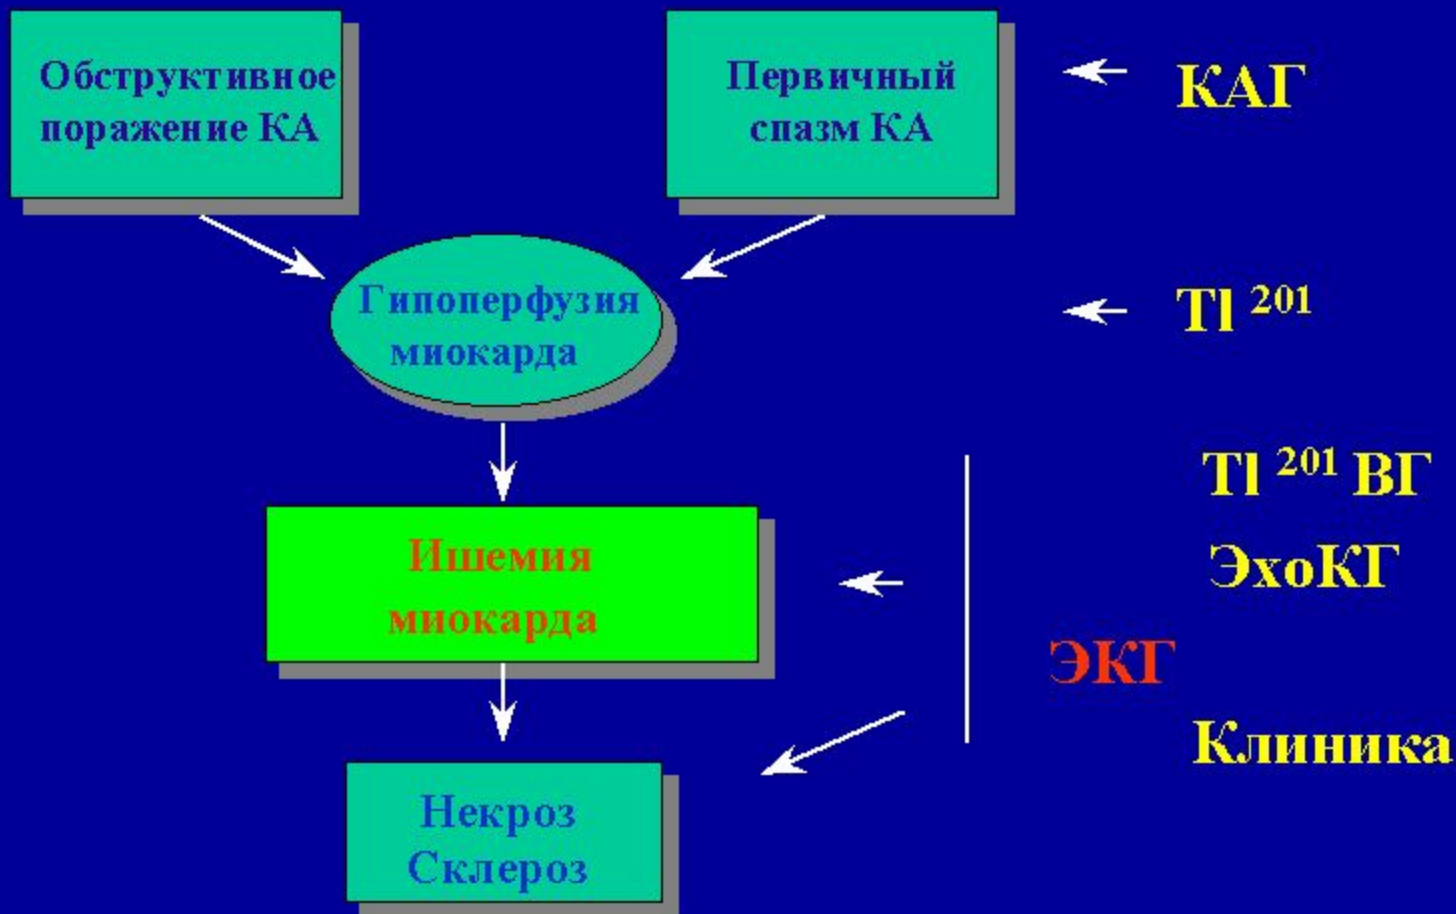 Обструктивное
поражение КА
Первичный
спазм КА
КАГ
Гипоперфузия
миокарда
Tl 201
Tl 201 ВГ
ЭхоКГ
Ишемия
миокарда
ЭКГ
Клиника
Некроз
Склероз